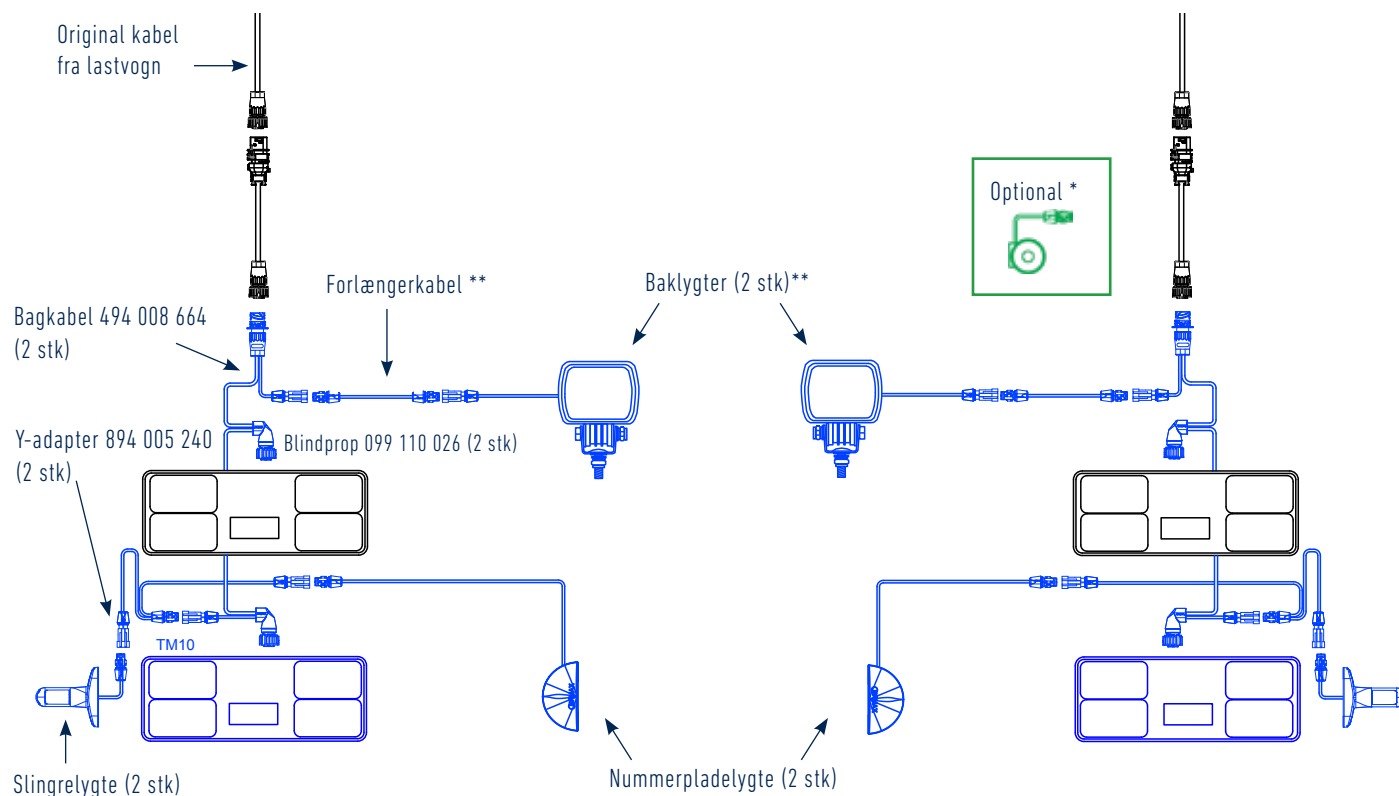 Original kabel
fra lastvogn
Optional *
Forlængerkabel **
Baklygter (2 stk)**
Bagkabel 494 008 664
(2 stk)
Y-adapter 894 005 240
(2 stk)
Blindprop 099 110 026 (2 stk)
TM10
Slingrelygte (2 stk)
Nummerpladelygte (2 stk)